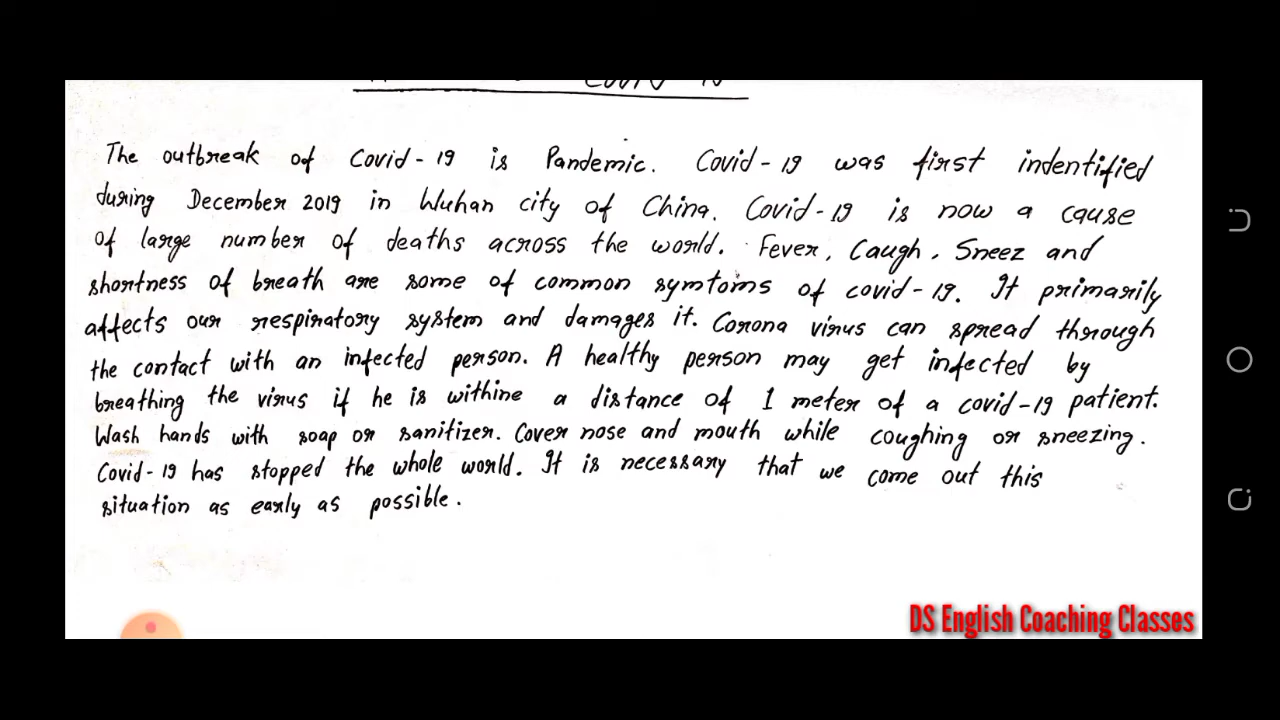 The outbreak of Covid-19 is Pandemic. Covid-19 was first indentified
during December 2019 in Wuhan city of China. Covid-19 is now a cause
of large number of deaths across the world. Fever, Caugh, Sneez and
shortness of breath are some of common symtoms of covid-19. It primarily
affects our respiratory system and damages it. Corona virus can spread through
the contact with an infected person. A healthy person may get infected by
breathing the virus if he is withine a distance of 1 meter of a covid-19 patient.
Wash hands with soap or sanitizer. Cover nose and mouth while coughing or sneezing.
Covid-19 has stopped the whole world. It is necessary that we come out this
situation as early as possible.
DS English Coaching Classes